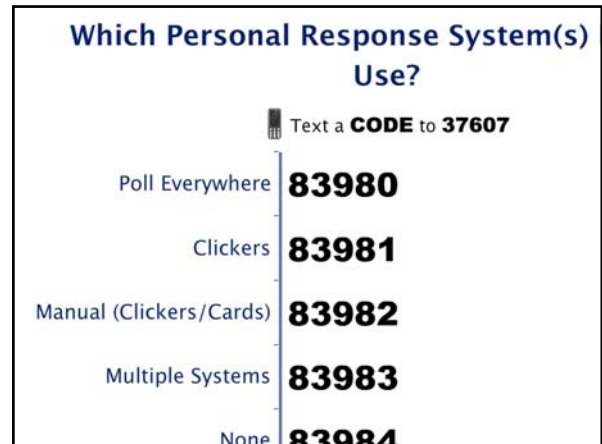 Which Personal Response System(s)
Use?
Text a CODE to 37607
Poll Everywhere 83980
Clickers 83981
Manual (Clickers/Cards) 83982
Multiple Systems 83983
None 83984